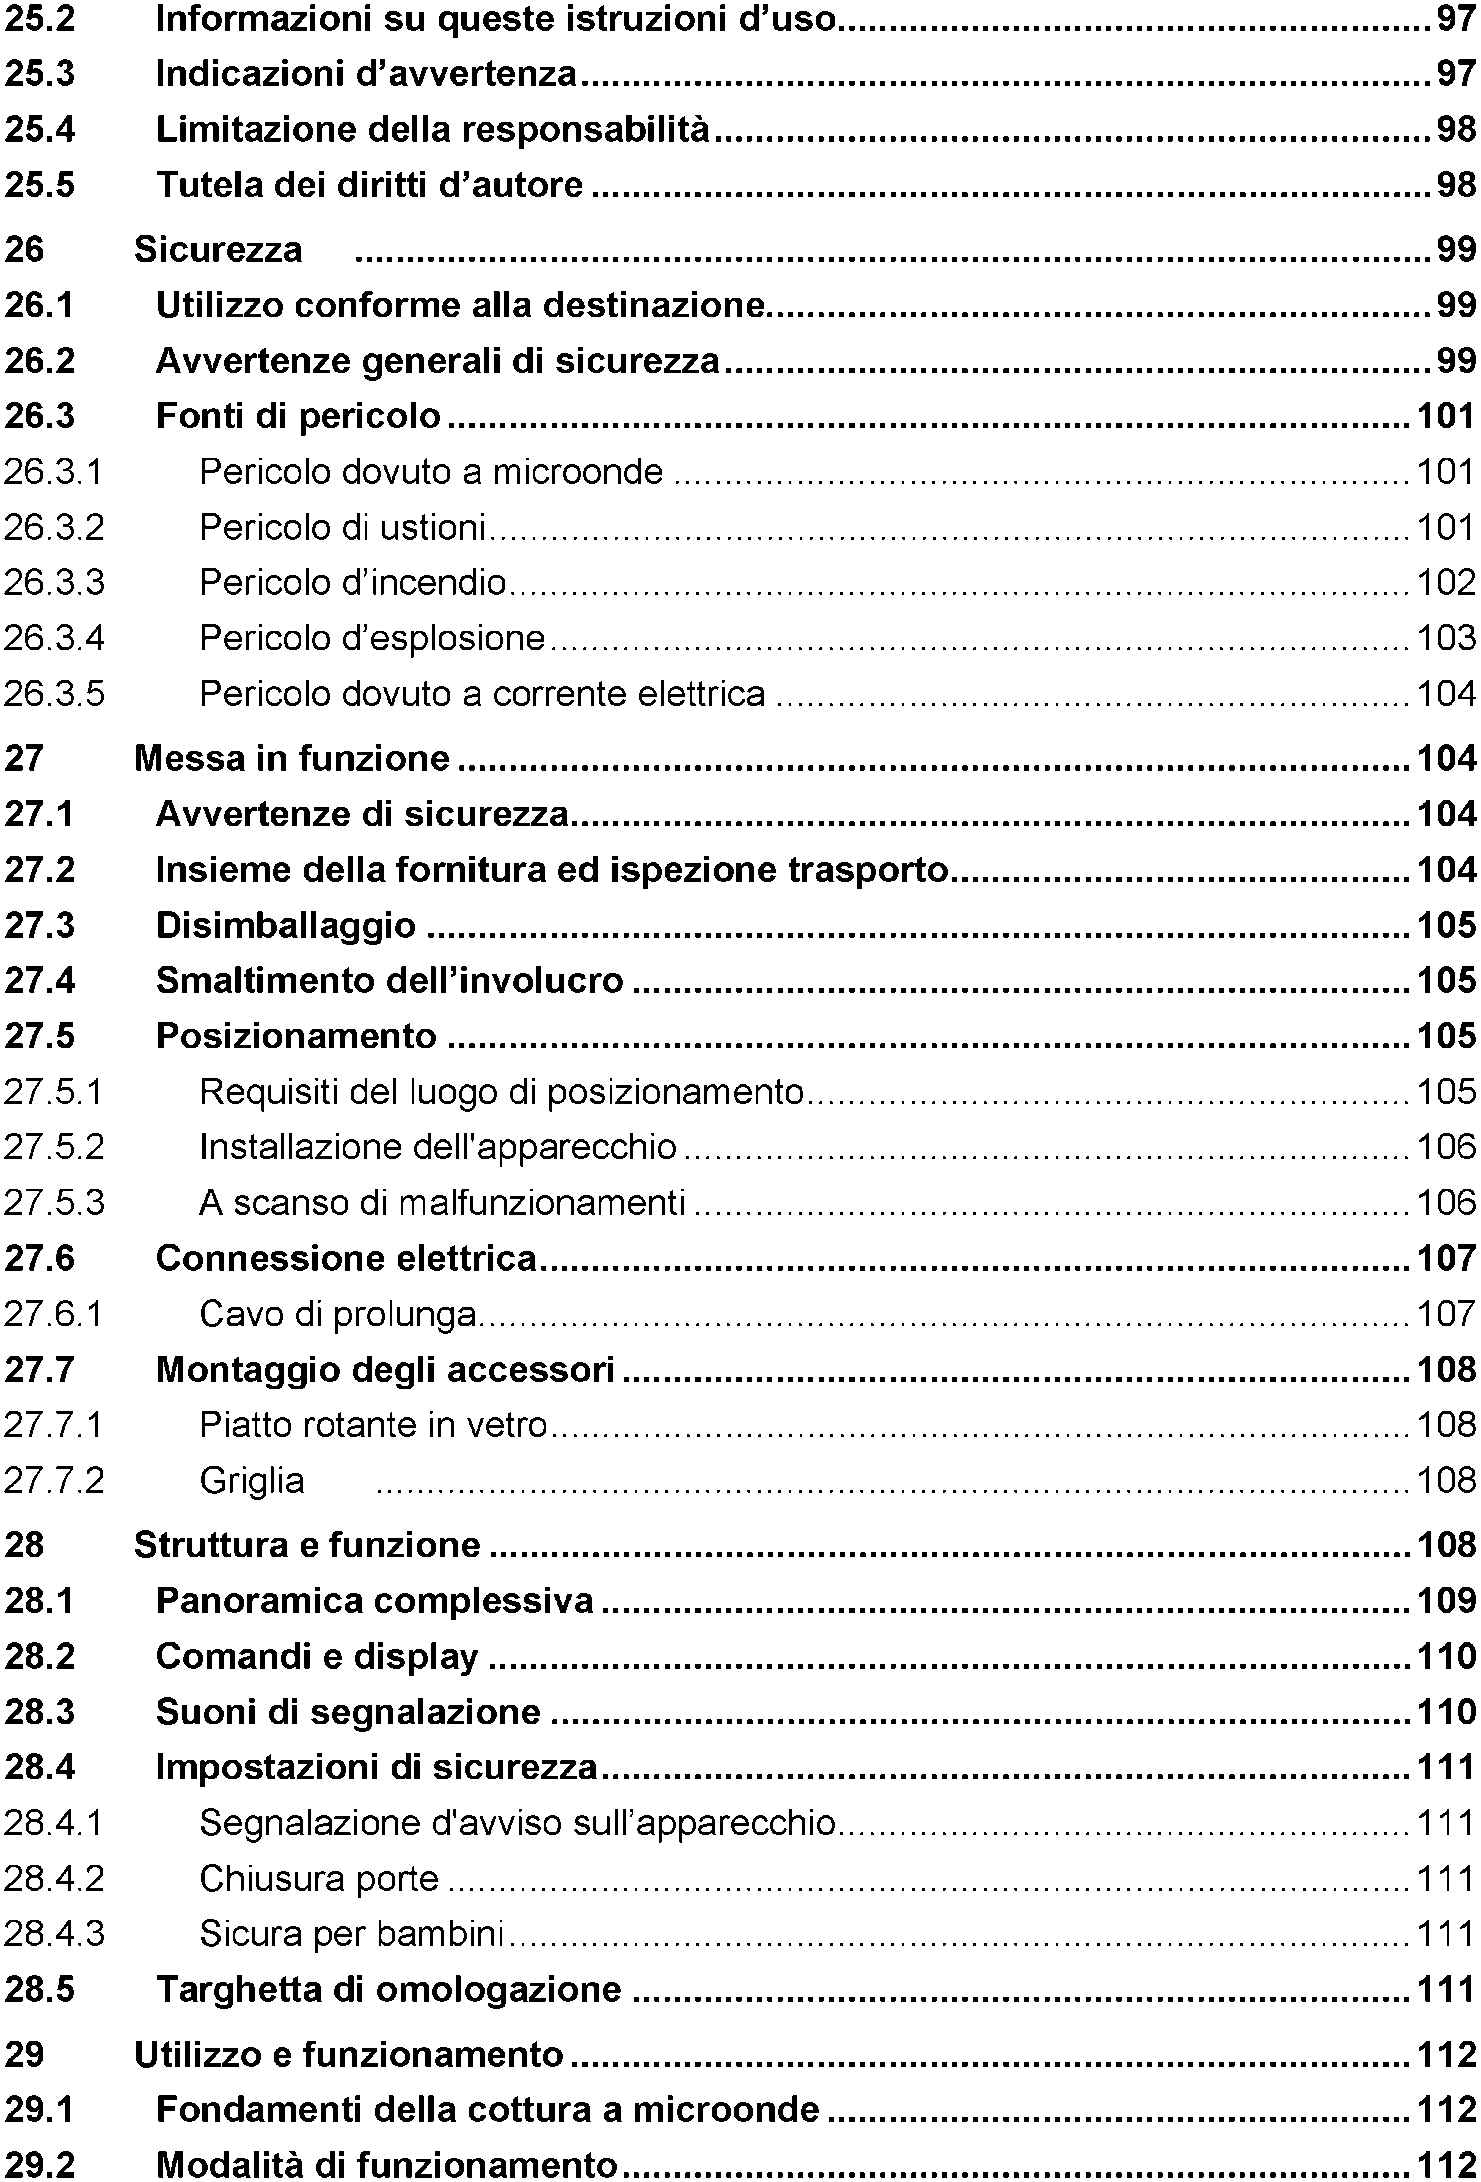 25.2 Informazioni su queste istruzioni d’uso 97
25.3 Indicazioni d’avvertenza 97
25.4 Limitazione della responsabilità 98
25.5 Tutela dei diritti d’autore 98
26 Sicurezza 99
26.1 Utilizzo conforme alla destinazione 99
26.2 Avvertenze generali di sicurezza 99
26.3 Fonti di pericolo 101
26.3.1 Pericolo dovuto a microonde 101
26.3.2 Pericolo di ustioni 101
26.3.3 Pericolo d’incendio 102
26.3.4 Pericolo d’esplosione 103
26.3.5 Pericolo dovuto a corrente elettrica 104
27 Messa in funzione 104
27.1 Avvertenze di sicurezza 104
27.2 Insieme della fornitura ed ispezione trasporto 104
27.3 Disimballaggio 105
27.4 Smaltimento dell’involucro 105
27.5 Posizionamento 105
27.5.1 Requisiti del luogo di posizionamento 105
27.5.2 Installazione dell'apparecchio 106
27.5.3 A scanso di malfunzionamenti 106
27.6 Connessione elettrica 107
27.6.1 Cavo di prolunga 107
27.7 Montaggio degli accessori 108
27.7.1 Piatto rotante in vetro 108
27.7.2 Griglia 108
28 Struttura e funzione 108
28.1 Panoramica complessiva 109
28.2 Comandi e display 110
28.3 Suoni di segnalazione 110
28.4 Impostazioni di sicurezza 111
28.4.1 Segnalazione d'avviso sull’apparecchio 111
28.4.2 Chiusura porte 111
28.4.3 Sicura per bambini 111
28.5 Targhetta di omologazione 111
29 Utilizzo e funzionamento 112
29.1 Fondamenti della cottura a microonde 112
29.2 Modalità di funzionamento 112